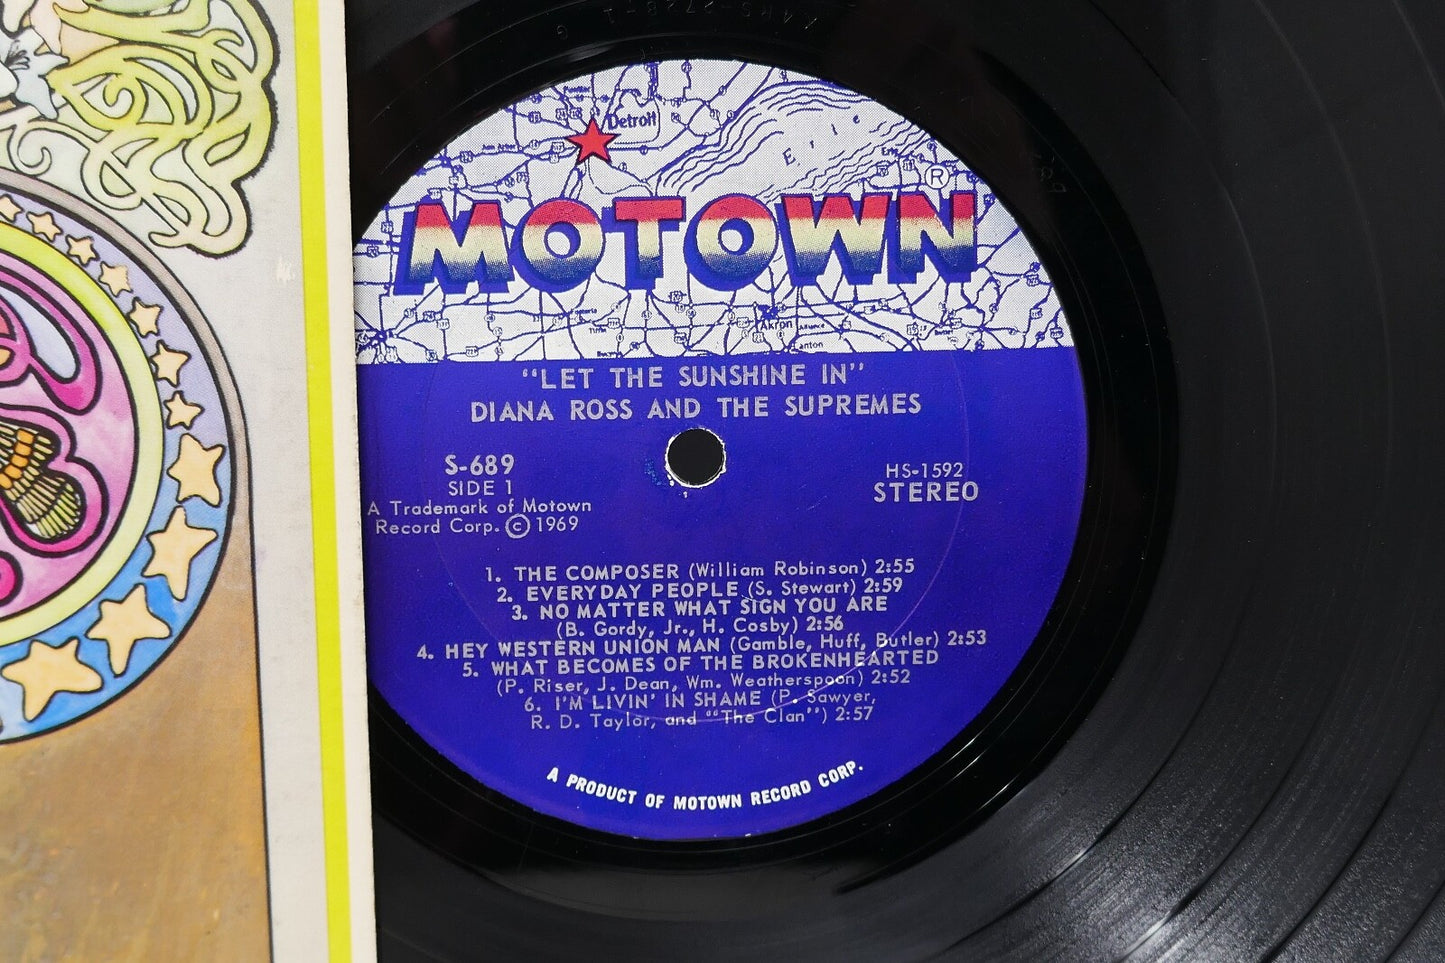 Detroit
Erie
MOTOWN ®
Akron
Alliance
"LET THE SUNSHINE IN"
DIANA ROSS AND THE SUPREMES
S-689
SIDE 1
HS-1592
STEREO
A Trademark of Motown
Record Corp. © 1969
1. THE COMPOSER (William Robinson) 2:55
2. EVERYDAY PEOPLE (S. Stewart) 2:59
3. NO MATTER WHAT SIGN YOU ARE
(B. Gordy, Jr., H. Cosby) 2:56
4. HEY WESTERN UNION MAN (Gamble, Huff, Butler) 2:53
5. WHAT BECOMES OF THE BROKENHEARTED
(P. Riser, J. Dean, Wm. Weatherspoon) 2:52
6. I'M LIVIN' IN SHAME (P. Sawyer,
R. D. Taylor, and "The Clan") 2:57
A PRODUCT OF MOTOWN RECORD CORP.